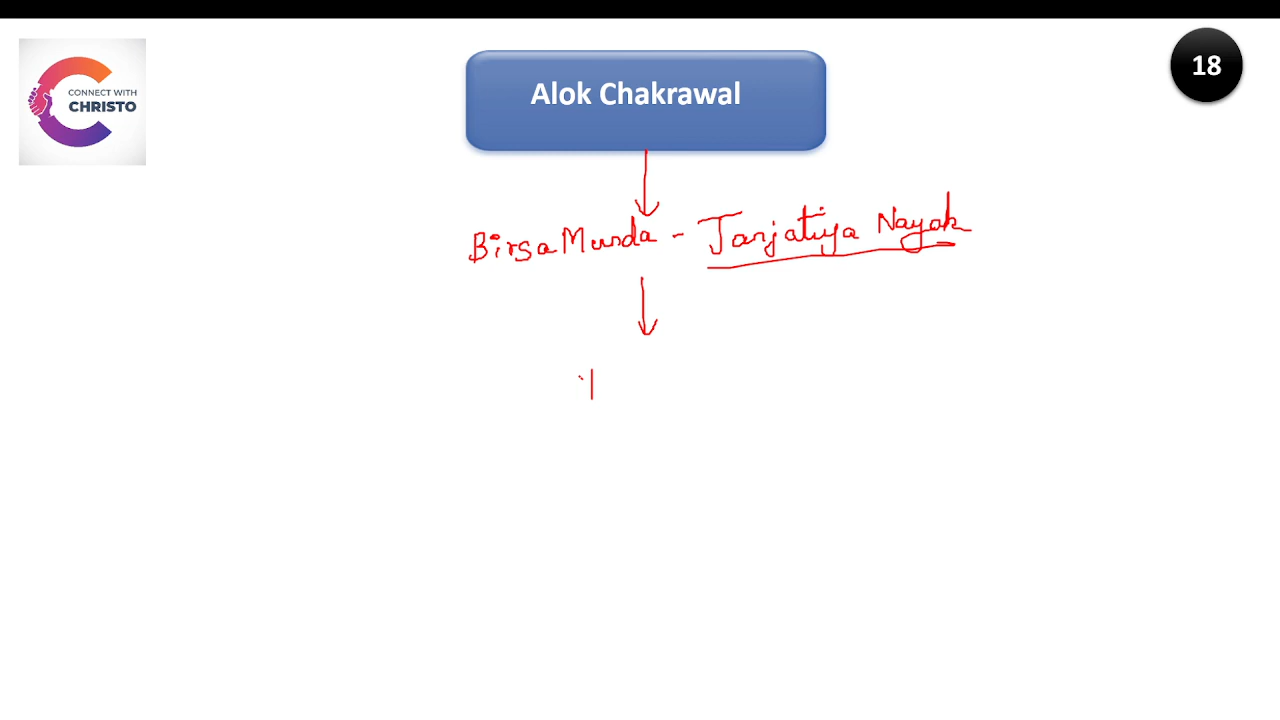 CONNECT WITH
CHRISTO
Alok Chakrawal
18
Birsa Munda - Janjatiya Nayak